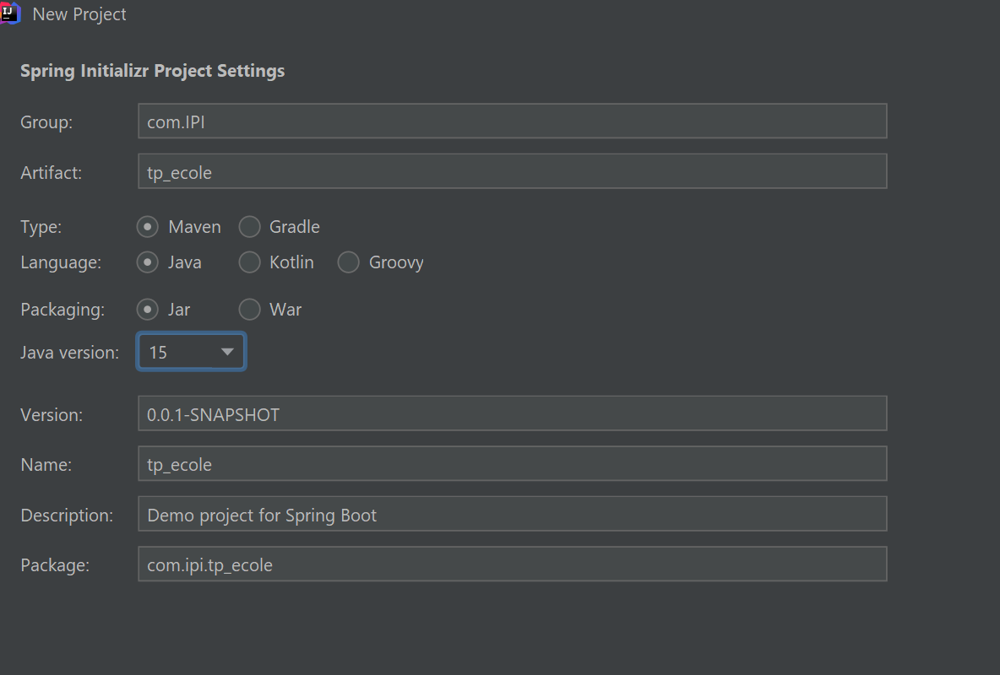 IJ
New Project
Spring Initializr Project Settings
Group: com.IPI
Artifact: tp_ecole
Type: Maven Gradle
Language: Java Kotlin Groovy
Packaging: Jar War
Java version: 15
Version: 0.0.1-SNAPSHOT
Name: tp_ecole
Description: Demo project for Spring Boot
Package: com.ipi.tp_ecole